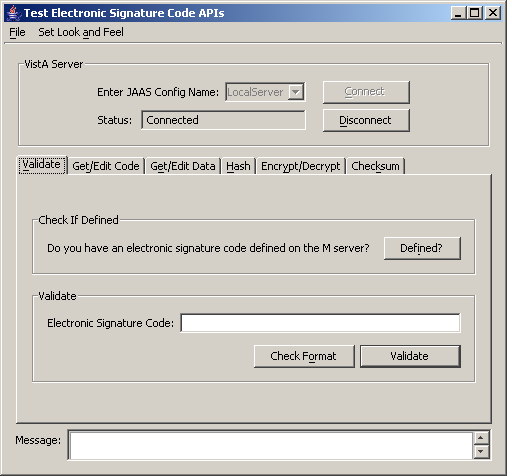 Test Electronic Signature Code APIs
File Set Look and Feel
VistA Server
Enter JAAS Config Name: LocalServer Connect
Status: Connected Disconnect
Validate Get/Edit Code Get/Edit Data Hash Encrypt/Decrypt Checksum
Check If Defined
Do you have an electronic signature code defined on the M server? Defined?
Validate
Electronic Signature Code:
Check Format Validate
Message: